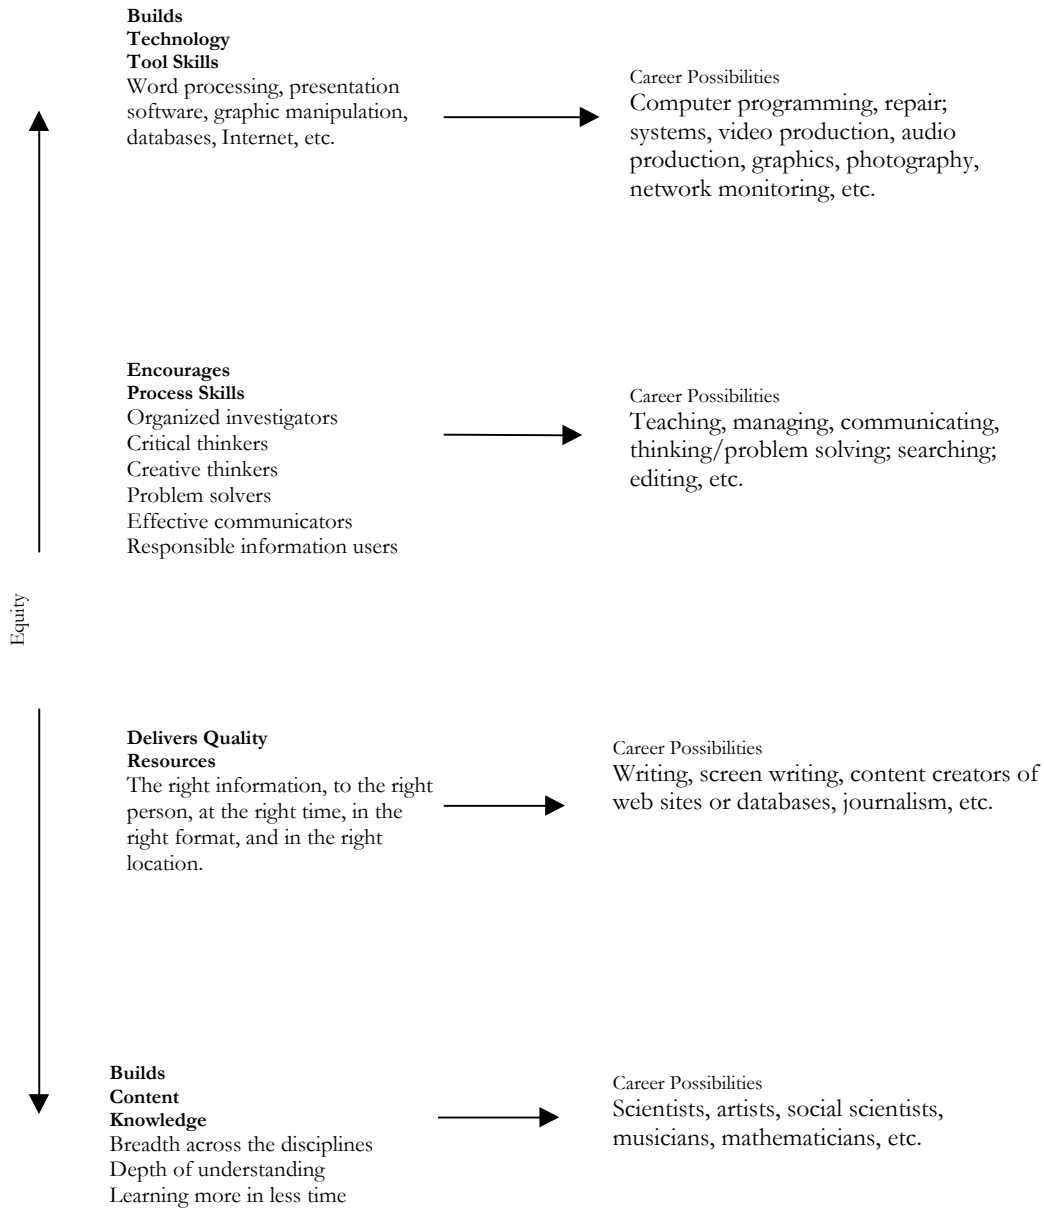 Builds
Technology
Tool Skills
Word processing, presentation
software, graphic manipulation,
databases, Internet, etc.
Career Possibilities
Computer programming, repair;
systems, video production, audio
production, graphics, photography,
network monitoring, etc.
Encourages
Process Skills
Organized investigators
Critical thinkers
Creative thinkers
Problem solvers
Effective communicators
Responsible information users
Career Possibilities
Teaching, managing, communicating,
thinking/problem solving; searching;
editing, etc.
Equity
Delivers Quality
Resources
The right information, to the right
person, at the right time, in the
right format, and in the right
location.
Career Possibilities
Writing, screen writing, content creators of
web sites or databases, journalism, etc.
Builds
Content
Knowledge
Breadth across the disciplines
Depth of understanding
Learning more in less time
Career Possibilities
Scientists, artists, social scientists,
musicians, mathematicians, etc.